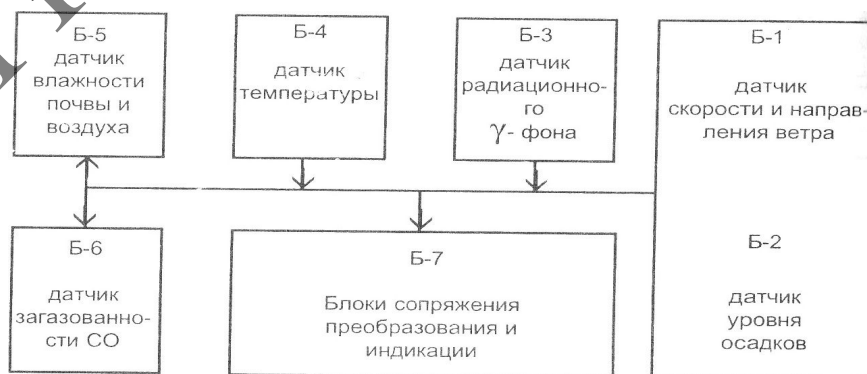 Б-5
датчик
влажности
почвы и
воздуха
Б-4
датчик
температуры
Б-3
датчик
радиационно-
го
γ- фона
Б-1
датчик
скорости и направ-
ления ветра
Б-6
датчик
загазованно-
сти СО
Б-7
Блоки сопряжения
преобразования и
индикации
Б-2
датчик
уровня
осадков